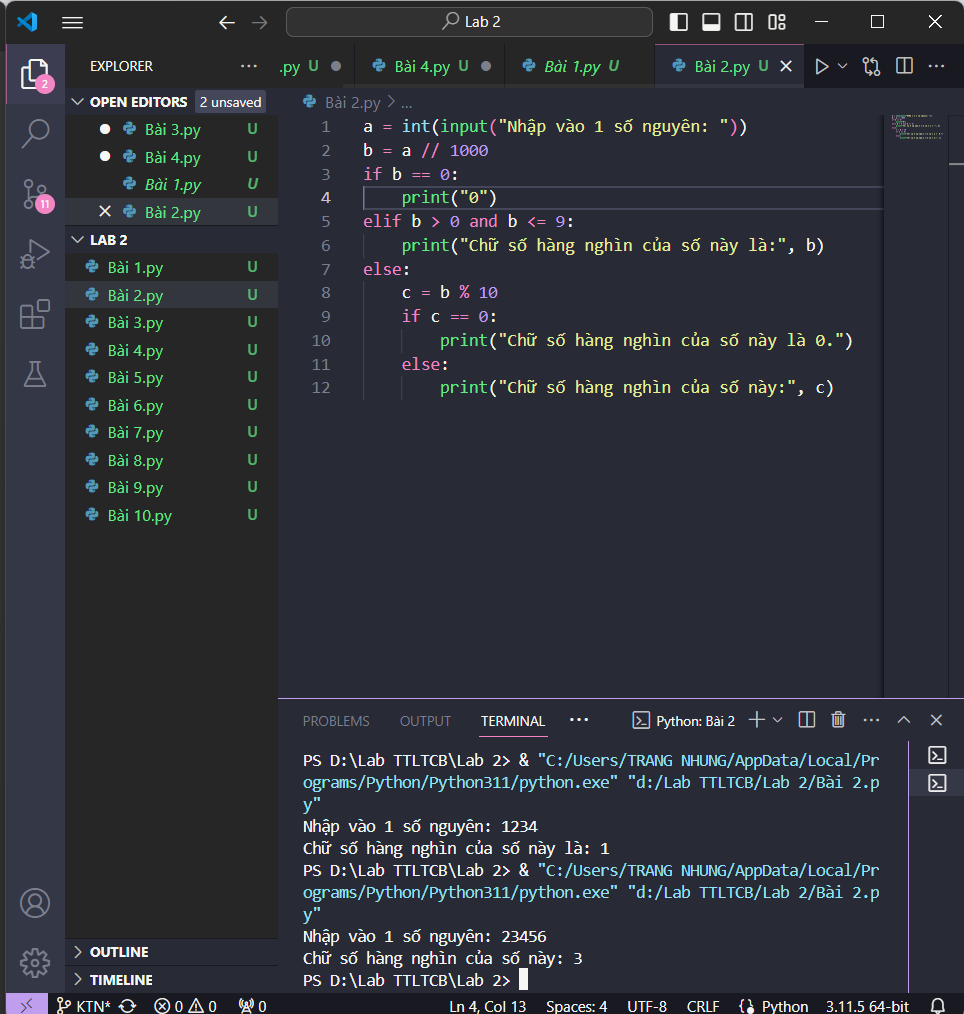 Lab 2
EXPLORER
.py U
Bài 4.py U
Bài 1.py U
Bài 2.py U
2
OPEN EDITORS 2 unsaved
Bài 3.py U
Bài 4.py U
Bài 1.py U
Bài 2.py U
11
LAB 2
Bài 1.py U
Bài 2.py U
Bài 3.py U
Bài 4.py U
Bài 5.py U
Bài 6.py U
Bài 7.py U
Bài 8.py U
Bài 9.py U
Bài 10.py U
OUTLINE
TIMELINE
Bài 2.py > ...
1 a = int(input("Nhập vào 1 số nguyên: "))
2 b = a // 1000
3 if b == 0:
4 print("0")
5 elif b > 0 and b <= 9:
6 print("Chữ số hàng nghìn của số này là:", b)
7 else:
8 c = b % 10
9 if c == 0:
10 print("Chữ số hàng nghìn của số này là 0.")
11 else:
12 print("Chữ số hàng nghìn của số này:", c)
PROBLEMS OUTPUT TERMINAL ... Python: Bài 2
PS D:\Lab TTLTCB\Lab 2> & "C:/Users/TRANG NHUNG/AppData/Local/Pr
ograms/Python/Python311/python.exe" "d:/Lab TTLTCB/Lab 2/Bài 2.p
y"
Nhập vào 1 số nguyên: 1234
Chữ số hàng nghìn của số này là: 1
PS D:\Lab TTLTCB\Lab 2> & "C:/Users/TRANG NHUNG/AppData/Local/Pr
ograms/Python/Python311/python.exe" "d:/Lab TTLTCB/Lab 2/Bài 2.p
y"
Nhập vào 1 số nguyên: 23456
Chữ số hàng nghìn của số này: 3
PS D:\Lab TTLTCB\Lab 2>
KTN* 0 0 0 Ln 4, Col 13 Spaces: 4 UTF-8 CRLF Python 3.11.5 64-bit